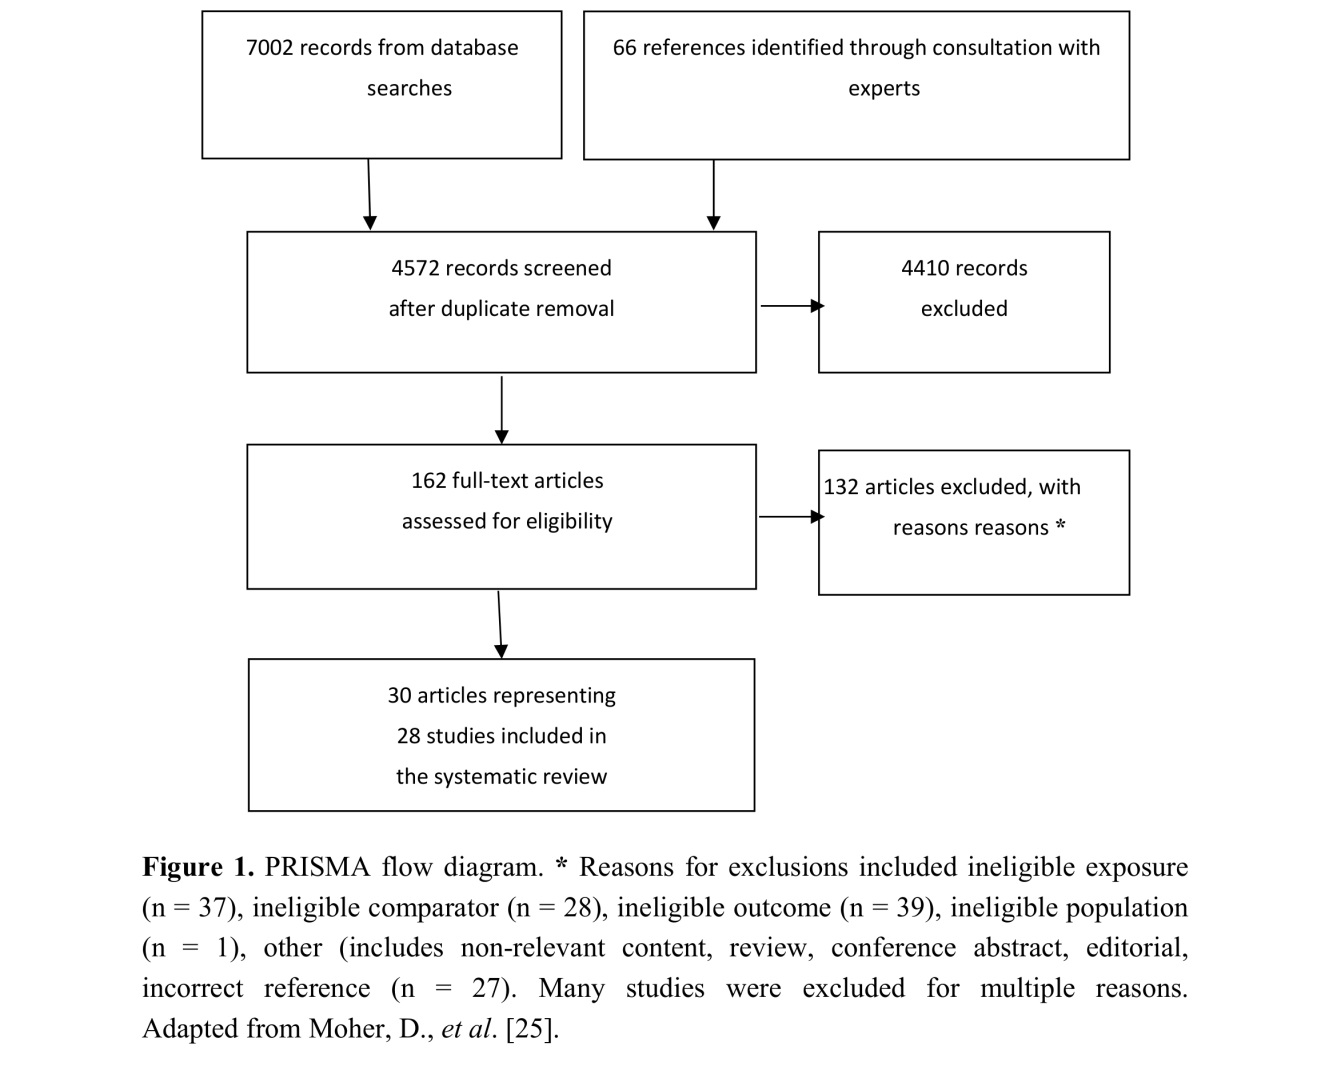 7002 records from database
searches
66 references identified through consultation with
experts
4572 records screened
after duplicate removal
4410 records
excluded
162 full-text articles
assessed for eligibility
132 articles excluded, with
reasons reasons *
30 articles representing
28 studies included in
the systematic review
Figure 1. PRISMA flow diagram. * Reasons for exclusions included ineligible exposure
(n = 37), ineligible comparator (n = 28), ineligible outcome (n = 39), ineligible population
(n = 1), other (includes non-relevant content, review, conference abstract, editorial,
incorrect reference (n = 27). Many studies were excluded for multiple reasons.
Adapted from Moher, D., et al. [25].